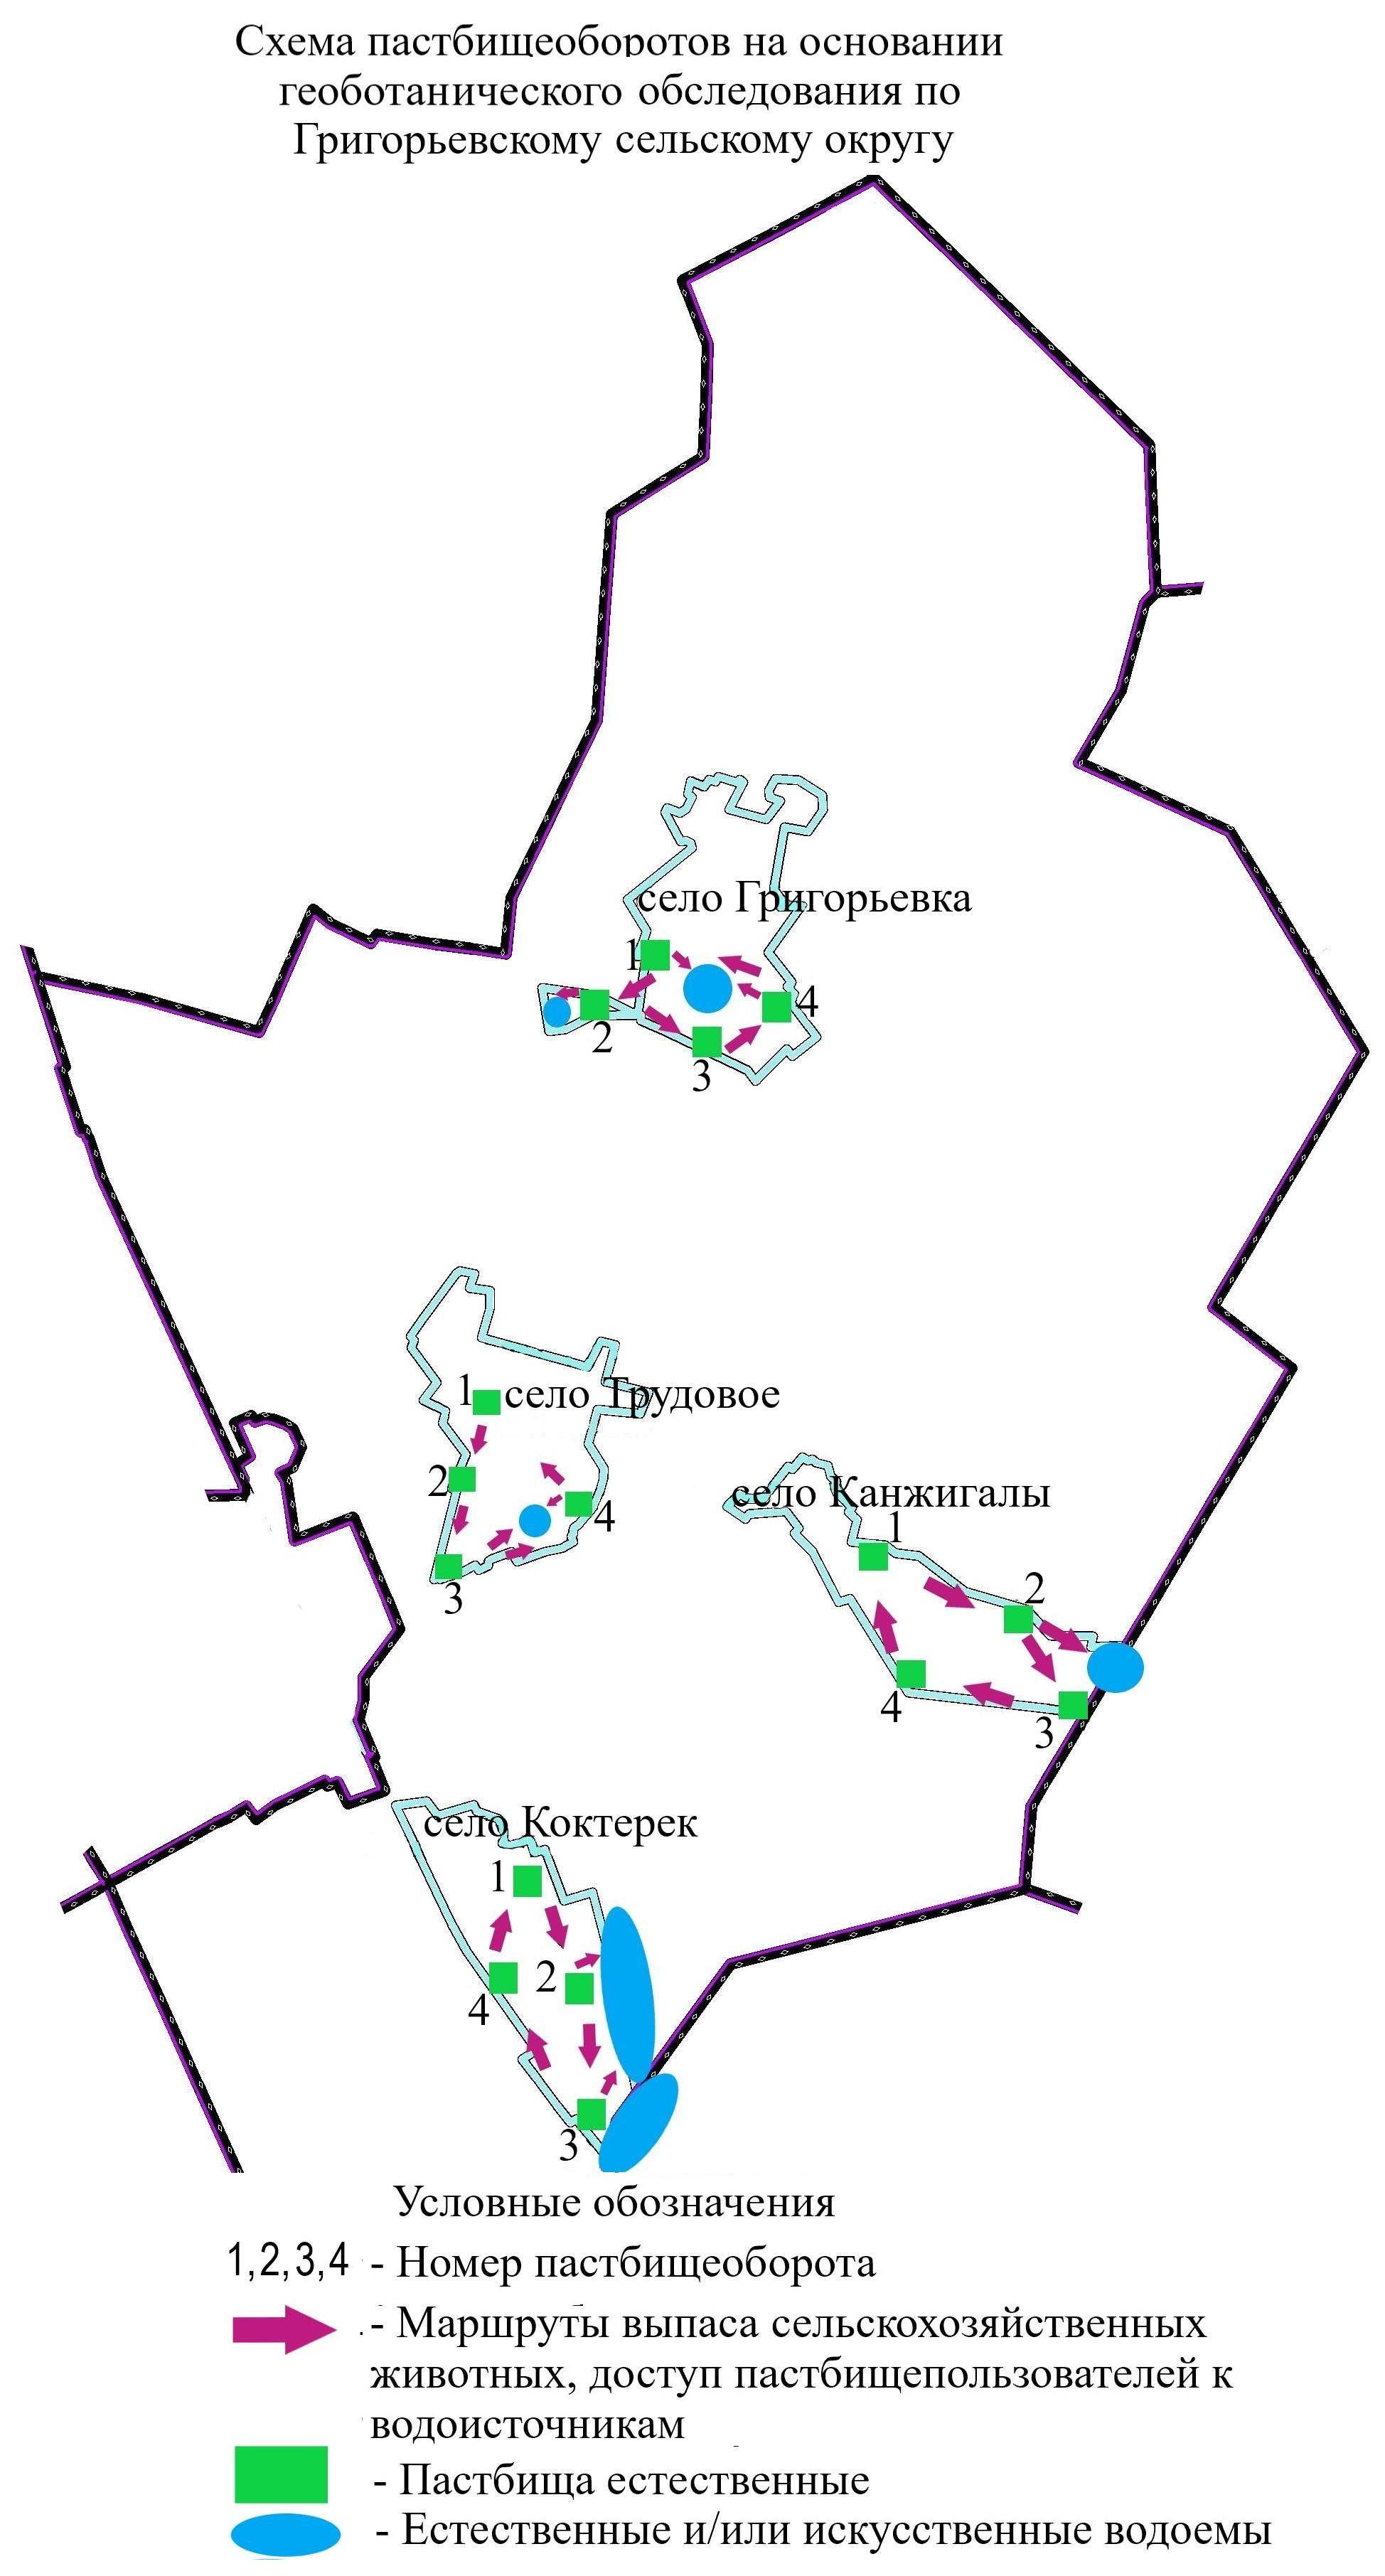 Схема пастбищеоборотов на основании
геоботанического обследования по
Григорьевскому сельскому округу
село Григорьевка
1
2
3
4
село Трудовое
1
2
3
4
село Канжигалы
1
2
3
4
село Коктерек
1
2
3
4
Условные обозначения
1,2,3,4 - Номер пастбищеоборота
- Маршруты выпаса сельскохозяйственных
животных, доступ пастбищепользователей к
водоисточникам
- Пастбища естественные
- Естественные и/или искусственные водоемы